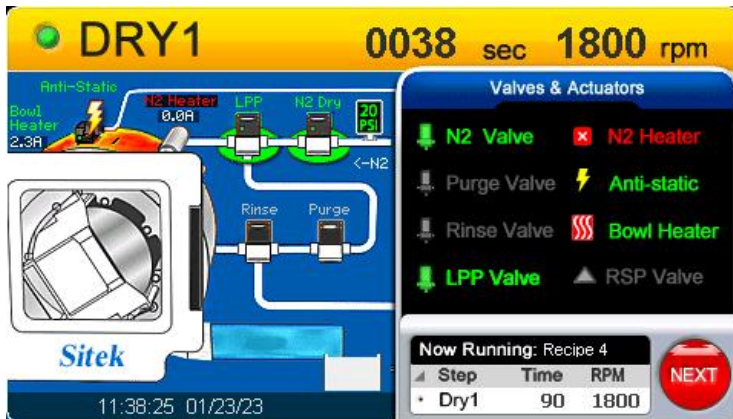 DRY1 0038 sec 1800 rpm
Anti-Static
Bowl
Heater
2.3A
N2 Heater
0.0A
LPP
N2 Dry
20
PSI
<-N2
Rinse
Purge
Sitek
11:38:25 01/23/23
Valves & Actuators
N2 Valve N2 Heater
Purge Valve Anti-static
Rinse Valve Bowl Heater
LPP Valve RSP Valve
Now Running: Recipe 4
Step Time RPM
Dry1 90 1800
NEXT